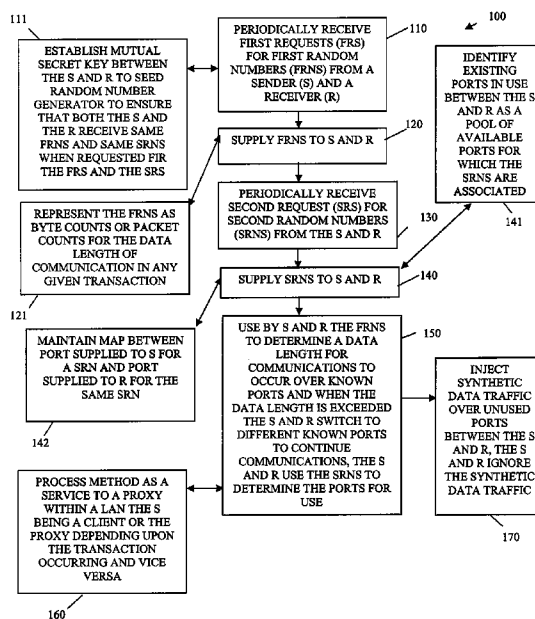 111
ESTABLISH MUTUAL
SECRET KEY BETWEEN
THE S AND R TO SEED
RANDOM NUMBER
GENERATOR TO ENSURE
THAT BOTH THE S AND
THE R RECEIVE SAME
FRNS AND SAME SRNS
WHEN REQUESTED FIR
THE FRS AND THE SRS
PERIODICALLY RECEIVE
FIRST REQUESTS (FRS)
FOR FIRST RANDOM
NUMBERS (FRNS) FROM A
SENDER (S) AND A
RECEIVER (R)
110
100
IDENTIFY
EXISTING
PORTS IN USE
BETWEEN THE S
AND R AS A
POOL OF
AVAILABLE
PORTS FOR
WHICH THE
SRNS ARE
ASSOCIATED
141
SUPPLY FRNS TO S AND R
120
REPRESENT THE FRNS AS
BYTE COUNTS OR PACKET
COUNTS FOR THE DATA
LENGTH OF
COMMUNICATION IN ANY
GIVEN TRANSACTION
121
PERIODICALLY RECEIVE
SECOND REQUEST (SRS) FOR
SECOND RANDOM NUMBERS
(SRNS) FROM THE S AND R
130
SUPPLY SRNS TO S AND R
140
MAINTAIN MAP BETWEEN
PORT SUPPLIED TO S FOR
A SRN AND PORT
SUPPLIED TO R FOR THE
SAME SRN
142
USE BY S AND R THE FRNS
TO DETERMINE A DATA
LENGTH FOR
COMMUNICATIONS TO
OCCUR OVER KNOWN
PORTS AND WHEN THE
DATA LENGTH IS EXCEEDED
THE S AND R SWITCH TO
DIFFERENT KNOWN PORTS
TO CONTINUE
COMMUNICATIONS, THE S
AND R USE THE SRNS TO
DETERMINE THE PORTS FOR
USE
150
PROCESS METHOD AS A
SERVICE TO A PROXY
WITHIN A LAN THE S
BEING A CLIENT OR THE
PROXY DEPENDING UPON
THE TRANSACTION
OCCURRING AND VICE
VERSA
160
INJECT
SYNTHETIC
DATA TRAFFIC
OVER UNUSED
PORTS
BETWEEN THE S
AND R, THE S
AND R IGNORE
THE SYNTHETIC
DATA TRAFFIC
170